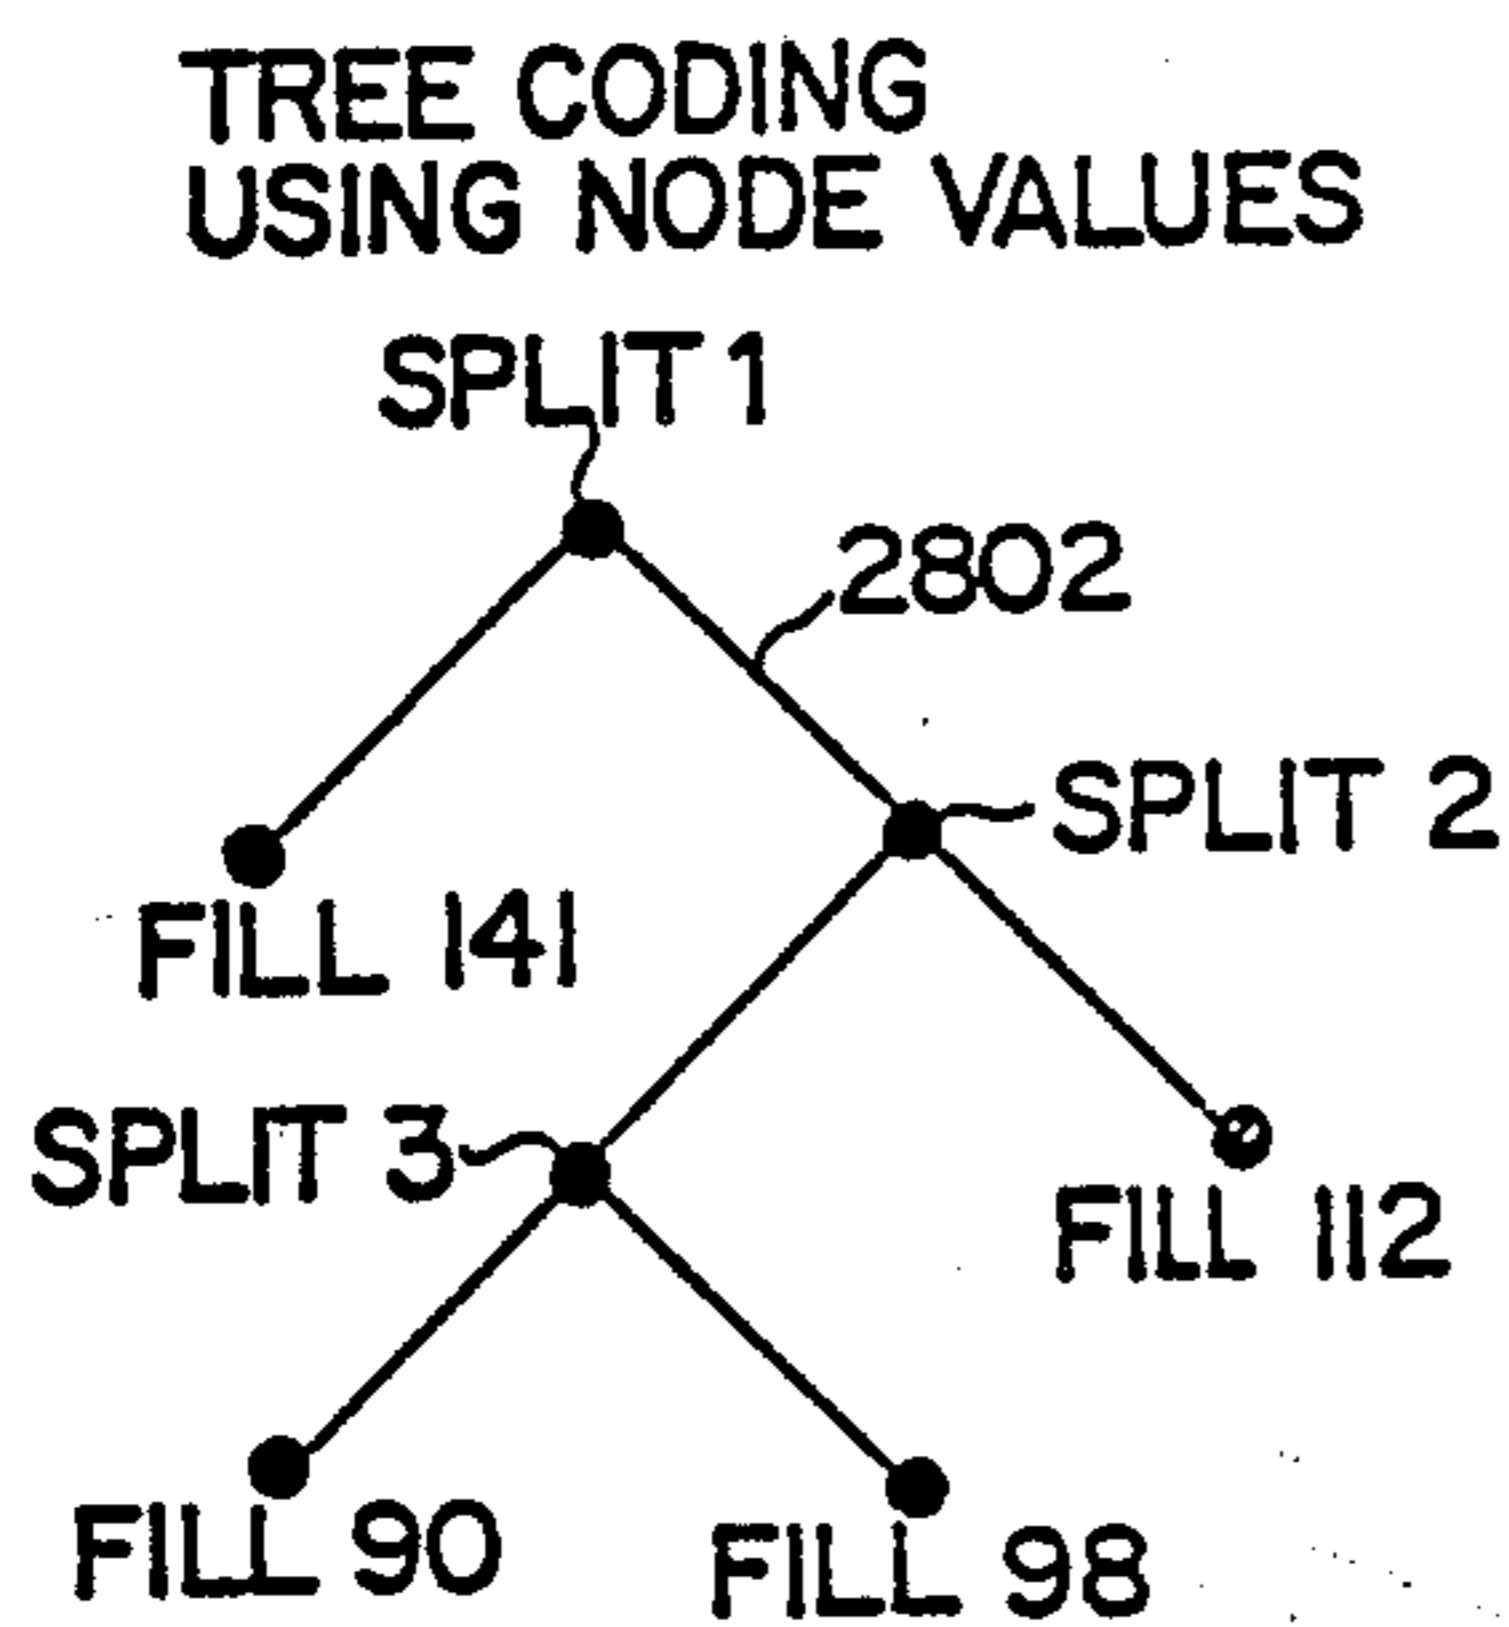 TREE CODING
USING NODE VALUES
SPLIT 1
2802
SPLIT 2
FILL 141
SPLIT 3
FILL 112
FILL 90
FILL 98